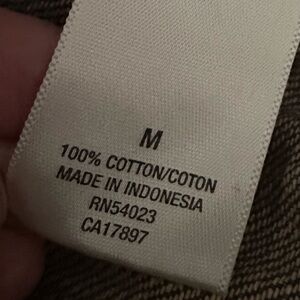 M
100% COTTON/COTON
MADE IN INDONESIA
RN54023
CA17897